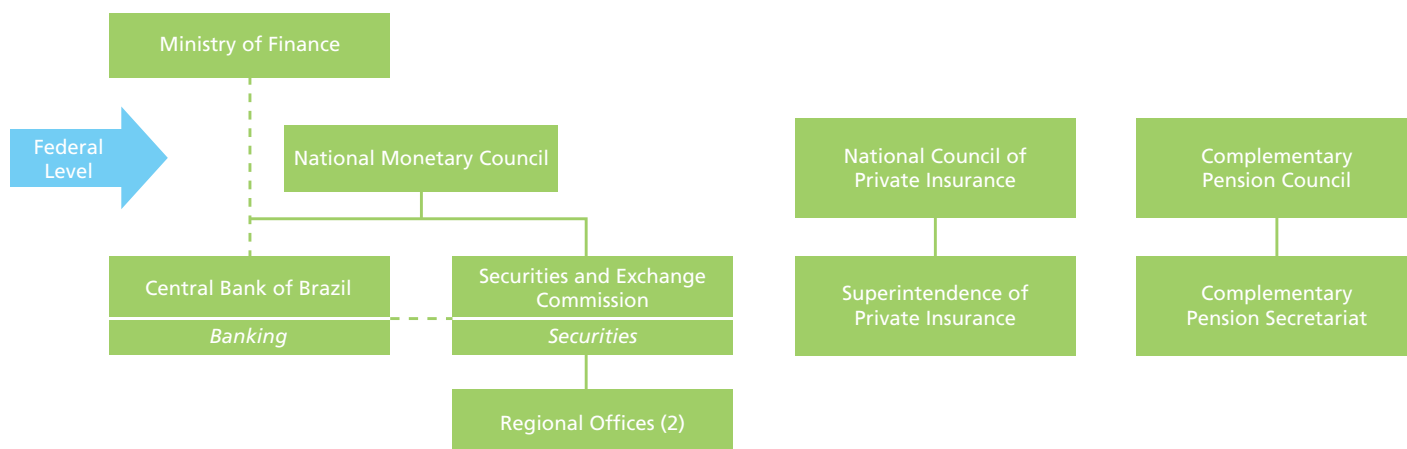 Ministry of Finance
Federal
Level
National Monetary Council
National Council of
Private Insurance
Complementary
Pension Council
Central Bank of Brazil
Banking
Securities and Exchange
Commission
Securities
Superintendence of
Private Insurance
Complementary
Pension Secretariat
Regional Offices (2)